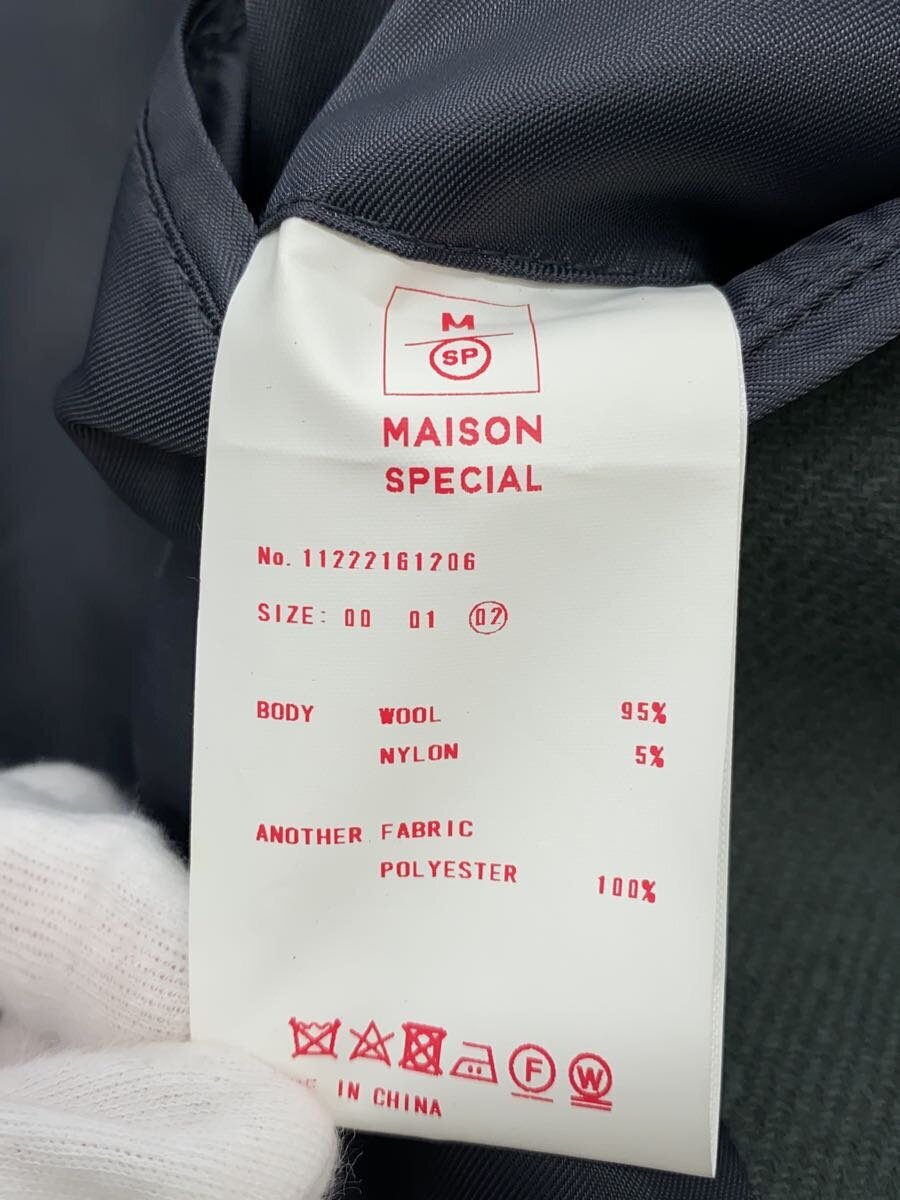 M
SP
MAISON
SPECIAL
No. 11222161206
SIZE: 00 01 02
BODY WOOL 95%
NYLON 5%
ANOTHER FABRIC
POLYESTER 100%
F W
IN CHINA